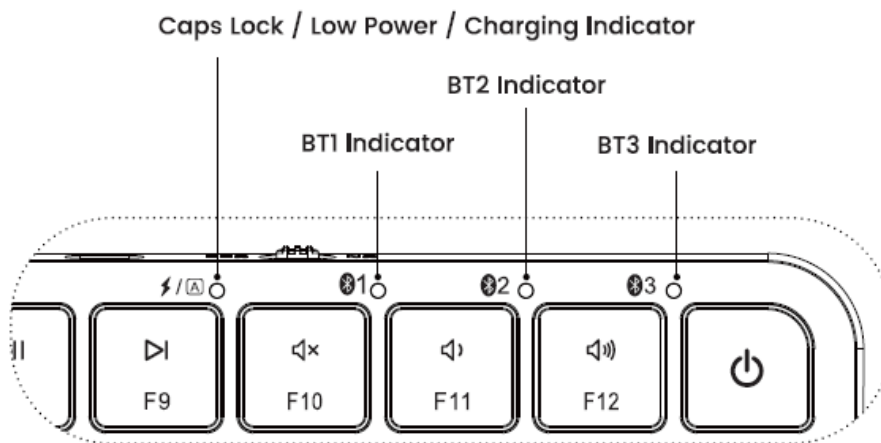 Caps Lock / Low Power / Charging Indicator
BT2 Indicator
BT1 Indicator
BT3 Indicator
/ A
1
2
3
F9
F10
F11
F12